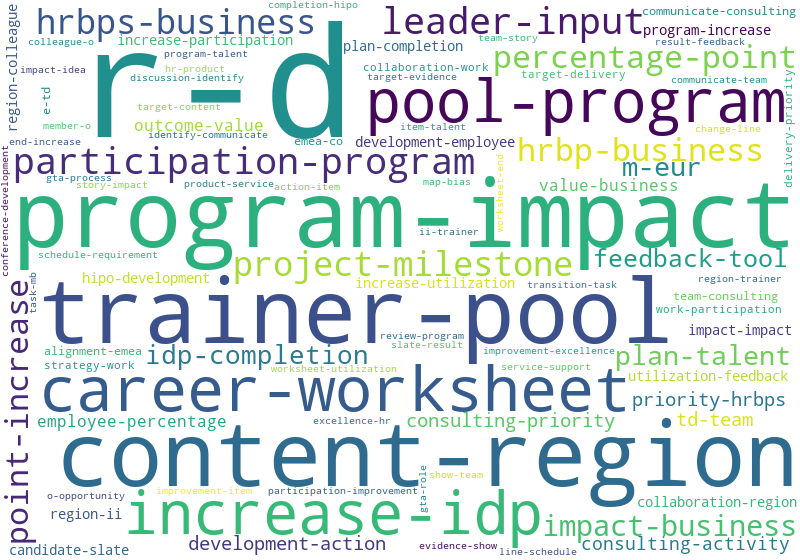 completion-hipo
hrbps-business
leader-input
communicate-consulting
region-colleague
colleague-o
increase-participation
team-story
program-increase
plan-completion
result-feedback
program-talent
r-d
percentage-point
impact-idea
hr-product
collaboration-work
discussion-identify
target-evidence
target-delivery
communicate-team
e-td
pool-program
delivery-priority
target-content
member-o
outcome-value
item-talent
change-line
identify-communicate
end-increase
emea-co
development-employee
hrbp-business
participation-program
m-eur
conference-development
gta-process
story-impact
product-service
action-item
map-bias
worksheet-end
value-business
program-impact
ii-trainer
schedule-requirement
project-milestone
feedback-tool
task-mb
hipo-development
increase-utilization
transition-task
region-trainer
trainer-pool
team-consulting
work-participation
point-increase
review-program
impact-impact
slate-result
alignment-emea
idp-completion
improvement-excellence
plan-talent
strategy-work
worksheet-utilization
service-support
utilization-feedback
career-worksheet
priority-hrbps
employee-percentage
excellence-hr
consulting-priority
td-team
content-region
gta-role
show-team
o-opportunity
improvement-item
participation-improvement
collaboration-region
region-ii
increase-idp
impact-business
candidate-slate
development-action
evidence-show
line-schedule
consulting-activity